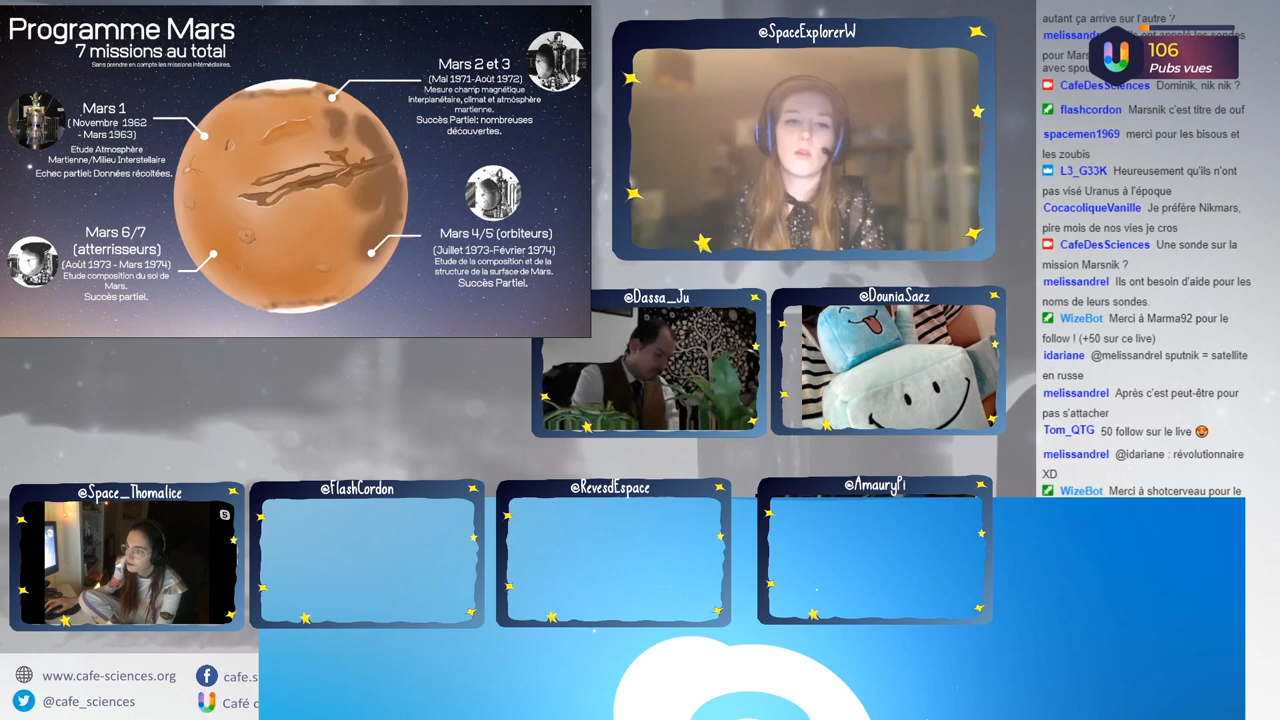 Programme Mars
7 missions au total
Sans prendre en compte les missions intémédiaires.
Mars 1
( Novembre 1962
- Mars 1963)
Etude Atmosphère
Martienne/Milieu Interstellaire
Echec partiel: Données récoltées.
Mars 2 et 3
(Mai 1971-Août 1972)
Mesure champ magnétique
interplanétaire, climat et atmosphère
martienne.
Succès Partiel: nombreuses
découvertes.
Mars 6/7
(atterrisseurs)
(Août 1973 - Mars 1974)
Etude composition du sol de
Mars.
Succès partiel.
Mars 4/5 (orbiteurs)
(Juillet 1973-Février 1974)
Etude de la composition et de la
structure de la surface de Mars.
Succès Partiel.
@SpaceExplorerW
@Dassa_Ju
@DouniaSaez
@Space_Thomalice
@FlashCordon
@RevesdEspace
@AmauryPi
www.cafe-sciences.org
cafe.s
@cafe_sciences
Café
106
Pubs vues
autant ça arrive sur l'autre ?
pour Mars
avec
CafeDesSciences Dominik, nik nik ?
flashcordon Marsnik c'est titre de ouf
spacemen1969 merci pour les bisous et
les zoubis
L3_G33K Heureusement qu'ils n'ont
pas visé Uranus à l'époque
CocacoliqueVanille Je préfère Nikmars,
pire mois de nos vies je cros
CafeDesSciences Une sonde sur la
mission Marsnik ?
melissandrel Ils ont besoin d'aide pour les
noms de leurs sondes.
WizeBot Merci à Marma92 pour le
follow ! (+50 sur ce live)
idariane @melissandrel sputnik = satellite
en russe
melissandrel Après c'est peut-être pour
pas s'attacher
Tom_QTG 50 follow sur le live
melissandrel @idariane : révolutionnaire
XD
WizeBot Merci à shotcerveau pour le